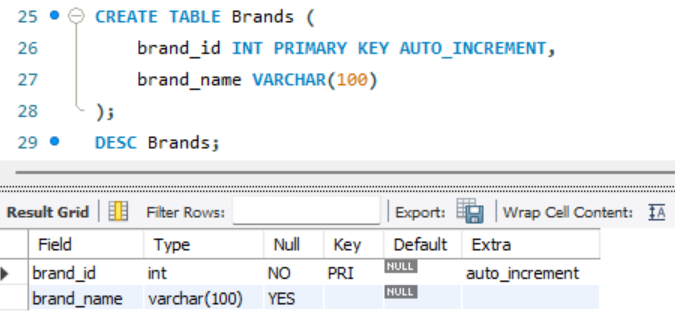 25 CREATE TABLE Brands (
26 brand_id INT PRIMARY KEY AUTO_INCREMENT,
27 brand_name VARCHAR(100)
28 );
29 DESC Brands;
Result Grid Filter Rows: Export: Wrap Cell Content:
Field Type Null Key Default Extra
brand_id int NO PRI NULL auto_increment
brand_name varchar(100) YES NULL